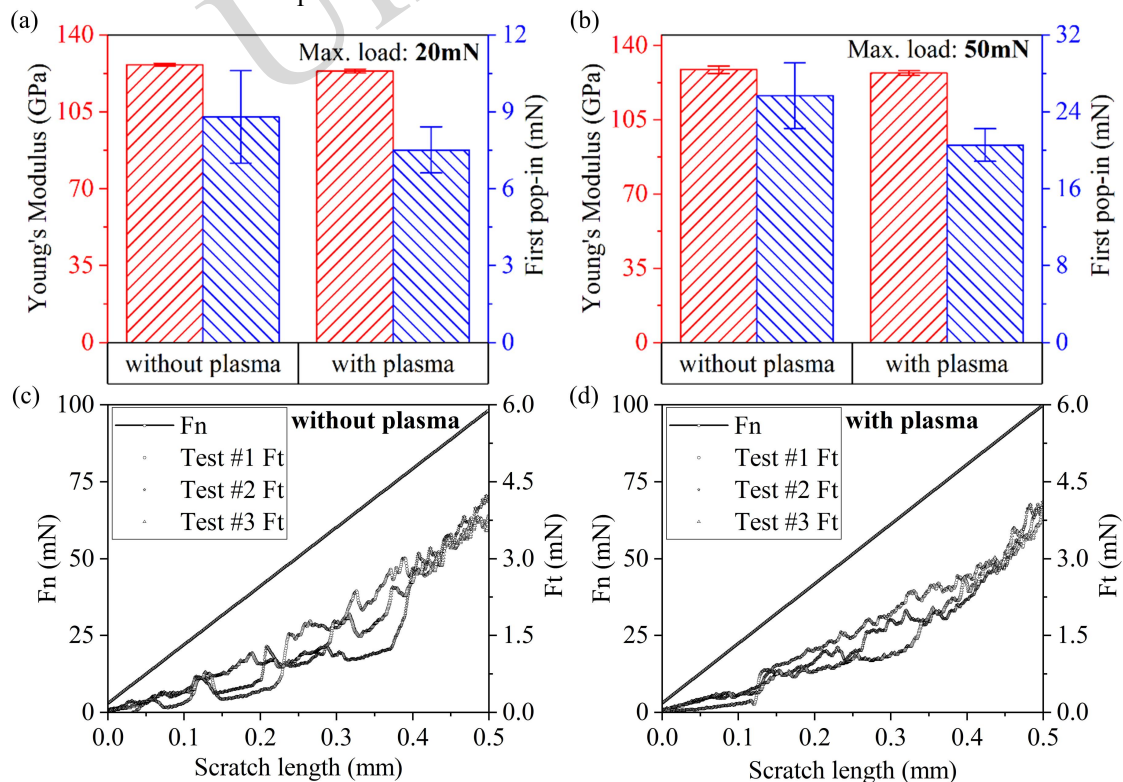 (a)
Max. load: 20mN
Young's Modulus (GPa)
140
105
70
35
0
12
9
6
3
0
First pop-in (mN)
without plasma
with plasma
(b)
Max. load: 50mN
Young's Modulus (GPa)
140
105
70
35
0
32
24
16
8
0
First pop-in (mN)
without plasma
with plasma
(c)
without plasma
Fn
Test #1 Ft
Test #2 Ft
Test #3 Ft
Fn (mN)
100
75
50
25
0
6.0
4.5
3.0
1.5
0.0
Ft (mN)
0.0 0.1 0.2 0.3 0.4 0.5
Scratch length (mm)
(d)
with plasma
Fn
Test #1 Ft
Test #2 Ft
Test #3 Ft
Fn (mN)
100
75
50
25
0
6.0
4.5
3.0
1.5
0.0
Ft (mN)
0.0 0.1 0.2 0.3 0.4 0.5
Scratch length (mm)